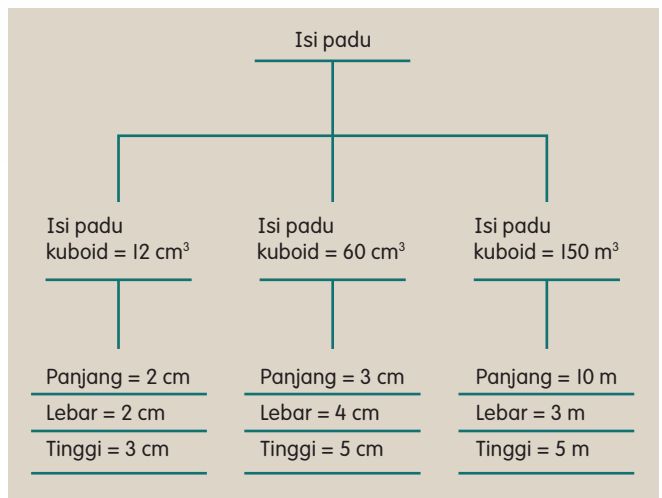 Isi padu
Isi padu
kuboid = 12 cm³
Isi padu
kuboid = 60 cm³
Isi padu
kuboid = 150 m³
Panjang = 2 cm
Lebar = 2 cm
Tinggi = 3 cm
Panjang = 3 cm
Lebar = 4 cm
Tinggi = 5 cm
Panjang = 10 m
Lebar = 3 m
Tinggi = 5 m